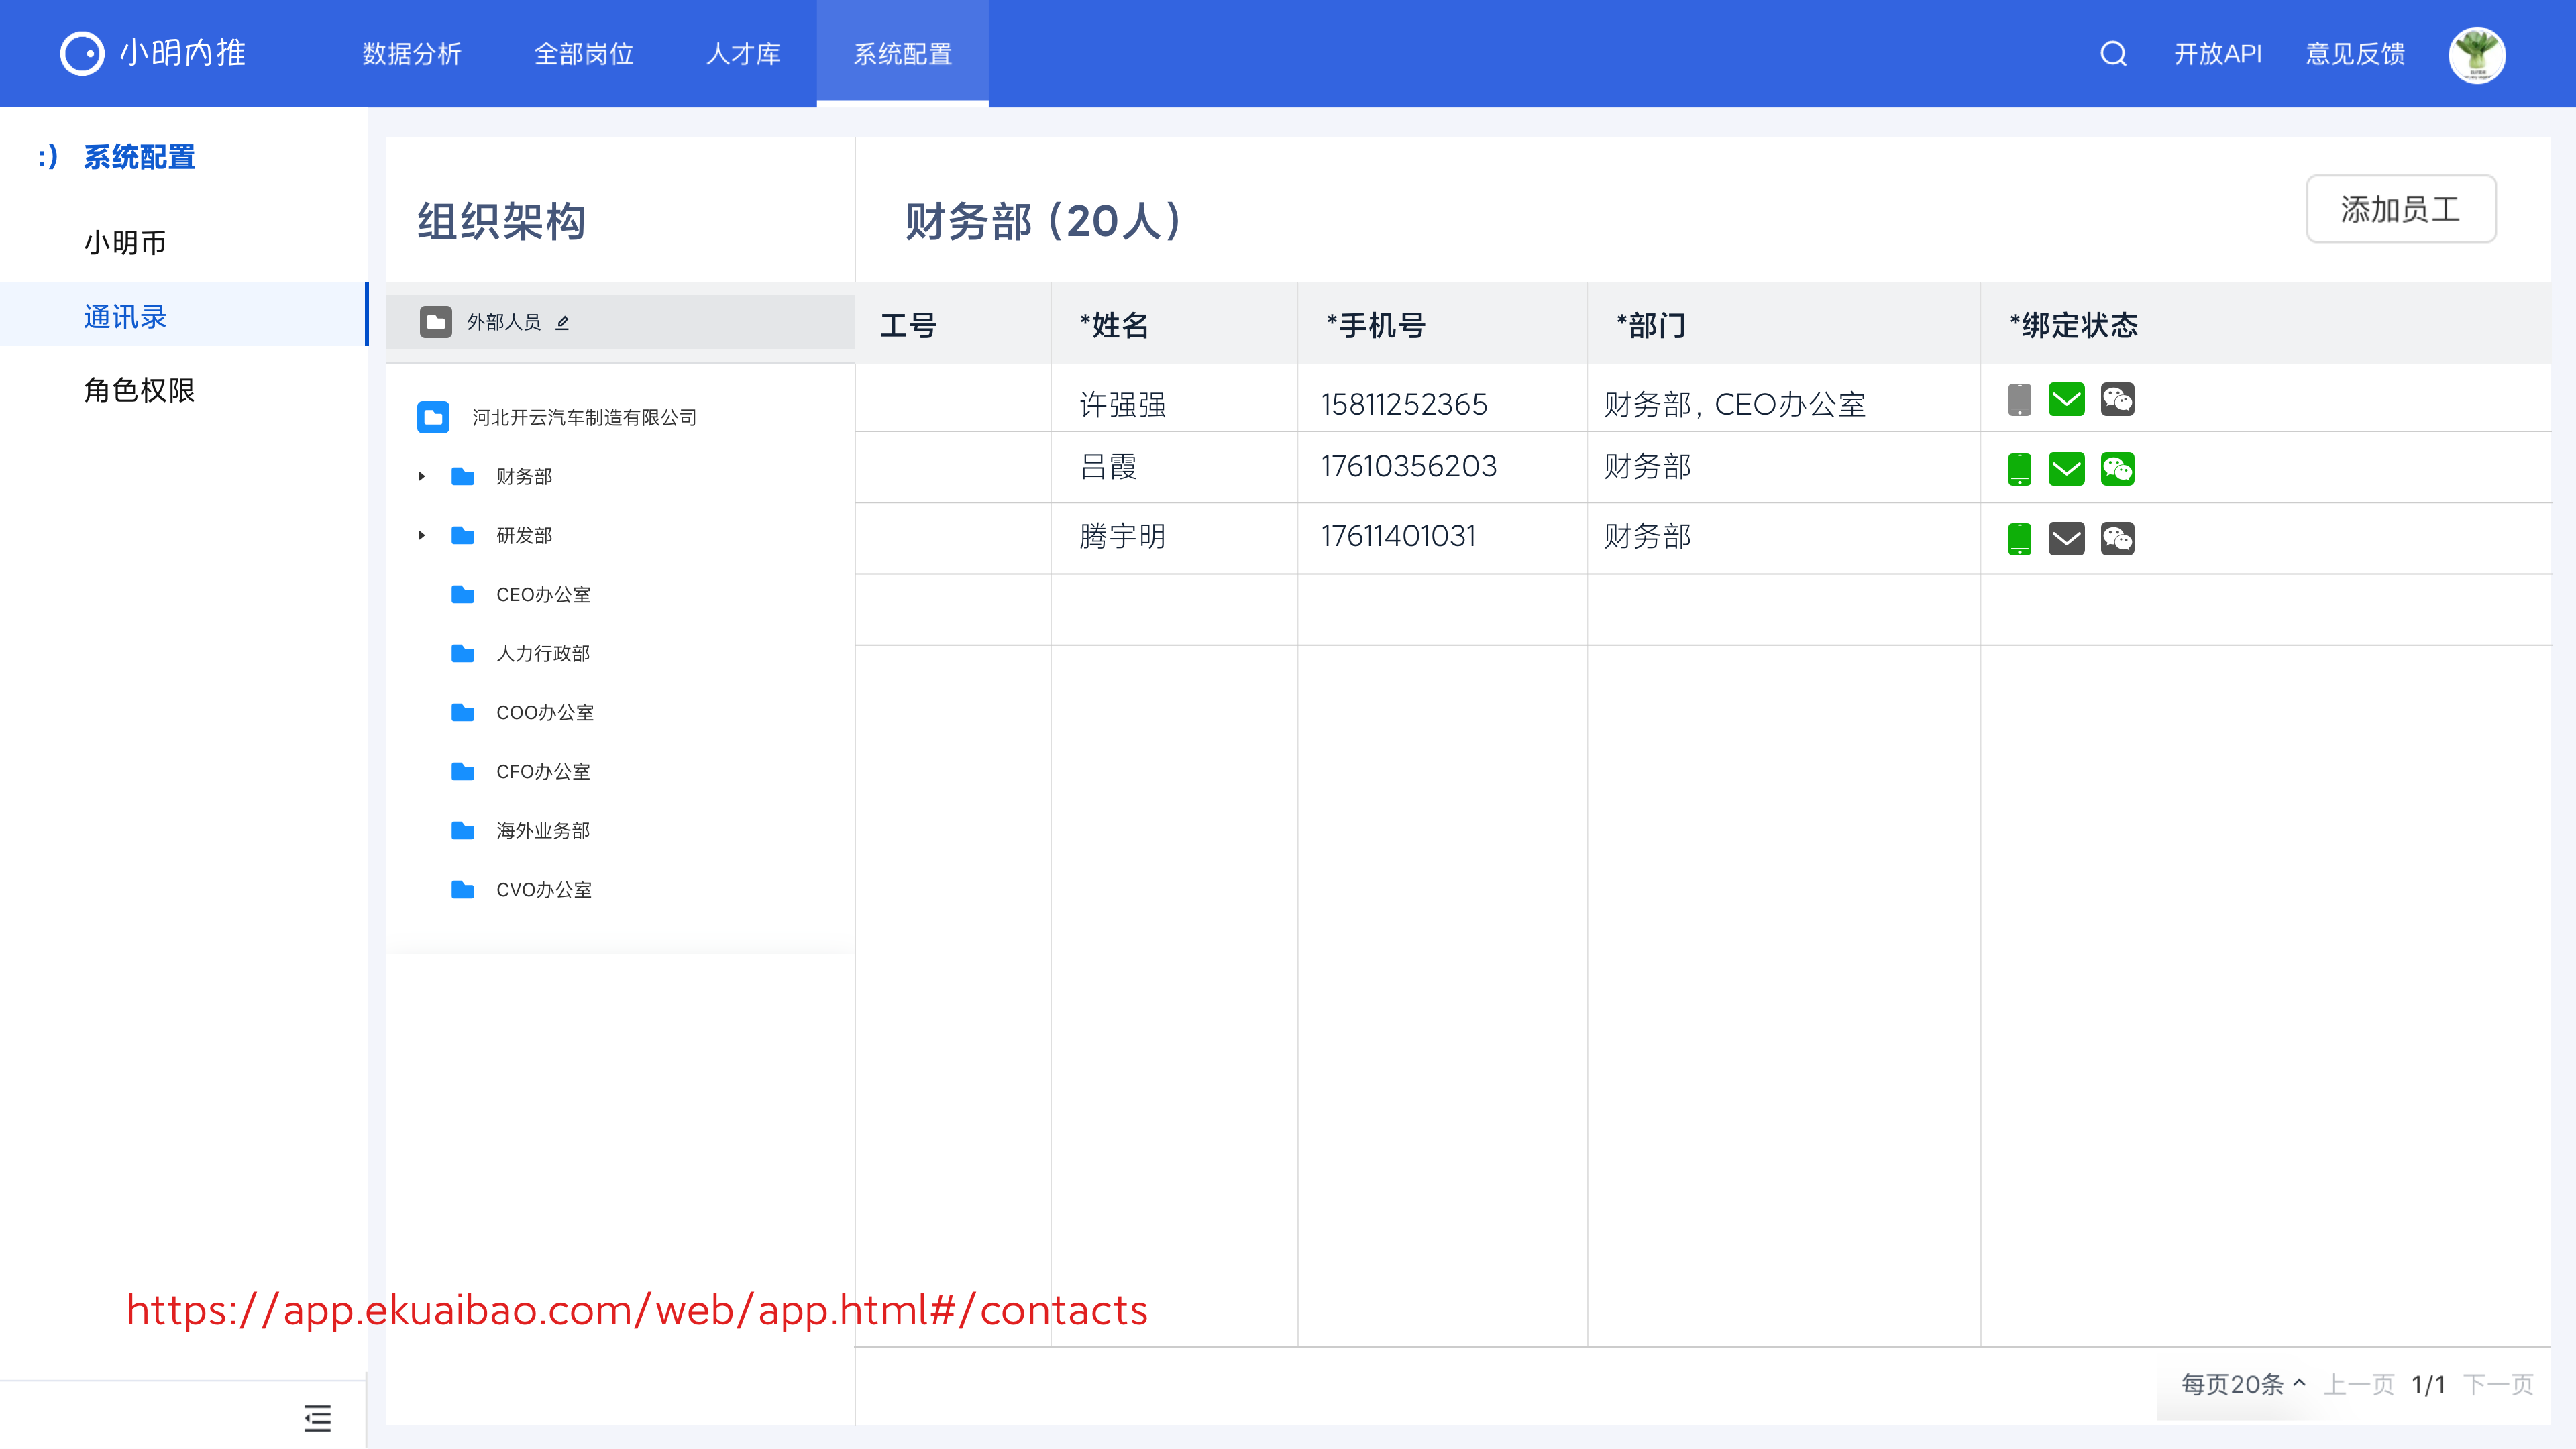 小明内推 数据分析 全部岗位 人才库 系统配置 开放API 意见反馈
:) 系统配置
小明币
通讯录
角色权限
组织架构
外部人员
河北开云汽车制造有限公司
财务部
研发部
CEO办公室
人力行政部
COO办公室
CFO办公室
海外业务部
CVO办公室
财务部（20人） 添加员工
工号 *姓名 *手机号 *部门 *绑定状态
许强强 15811252365 财务部, CEO办公室
吕霞 17610356203 财务部
腾宇明 17611401031 财务部
https://app.ekuaibao.com/web/app.html#/contacts
每页20条 上一页 1/1 下一页